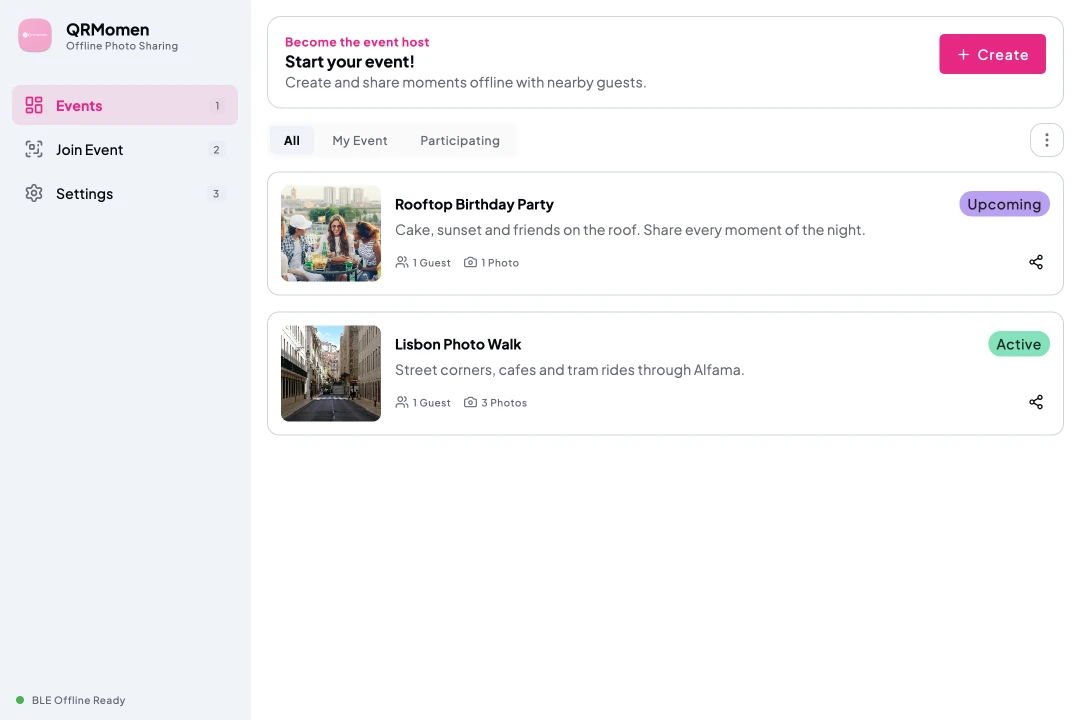 QRMomen
Offline Photo Sharing
Events 1
Join Event 2
Settings 3
BLE Offline Ready
Become the event host
Start your event!
Create and share moments offline with nearby guests.
+ Create
All My Event Participating
Rooftop Birthday Party
Upcoming
Cake, sunset and friends on the roof. Share every moment of the night.
1 Guest 1 Photo
Lisbon Photo Walk
Active
Street corners, cafes and tram rides through Alfama.
1 Guest 3 Photos